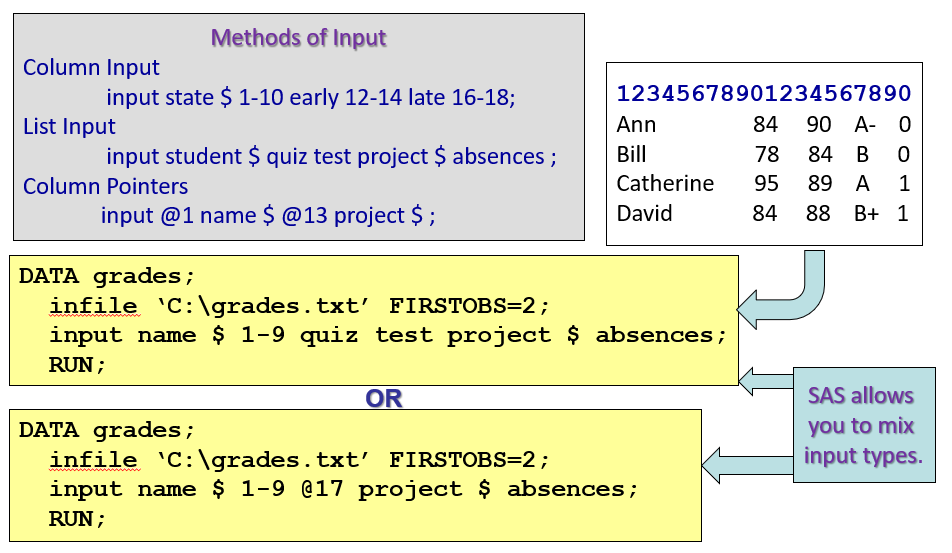 Methods of Input
Column Input
input state $ 1-10 early 12-14 late 16-18;
List Input
input student $ quiz test project $ absences ;
Column Pointers
input @1 name $ @13 project $ ;
12345678901234567890
Ann 84 90 A- 0
Bill 78 84 B 0
Catherine 95 89 A 1
David 84 88 B+ 1
DATA grades;
infile ‘C:\grades.txt’ FIRSTOBS=2;
input name $ 1-9 quiz test project $ absences;
RUN;
OR
DATA grades;
infile ‘C:\grades.txt’ FIRSTOBS=2;
input name $ 1-9 @17 project $ absences;
RUN;
SAS allows
you to mix
input types.